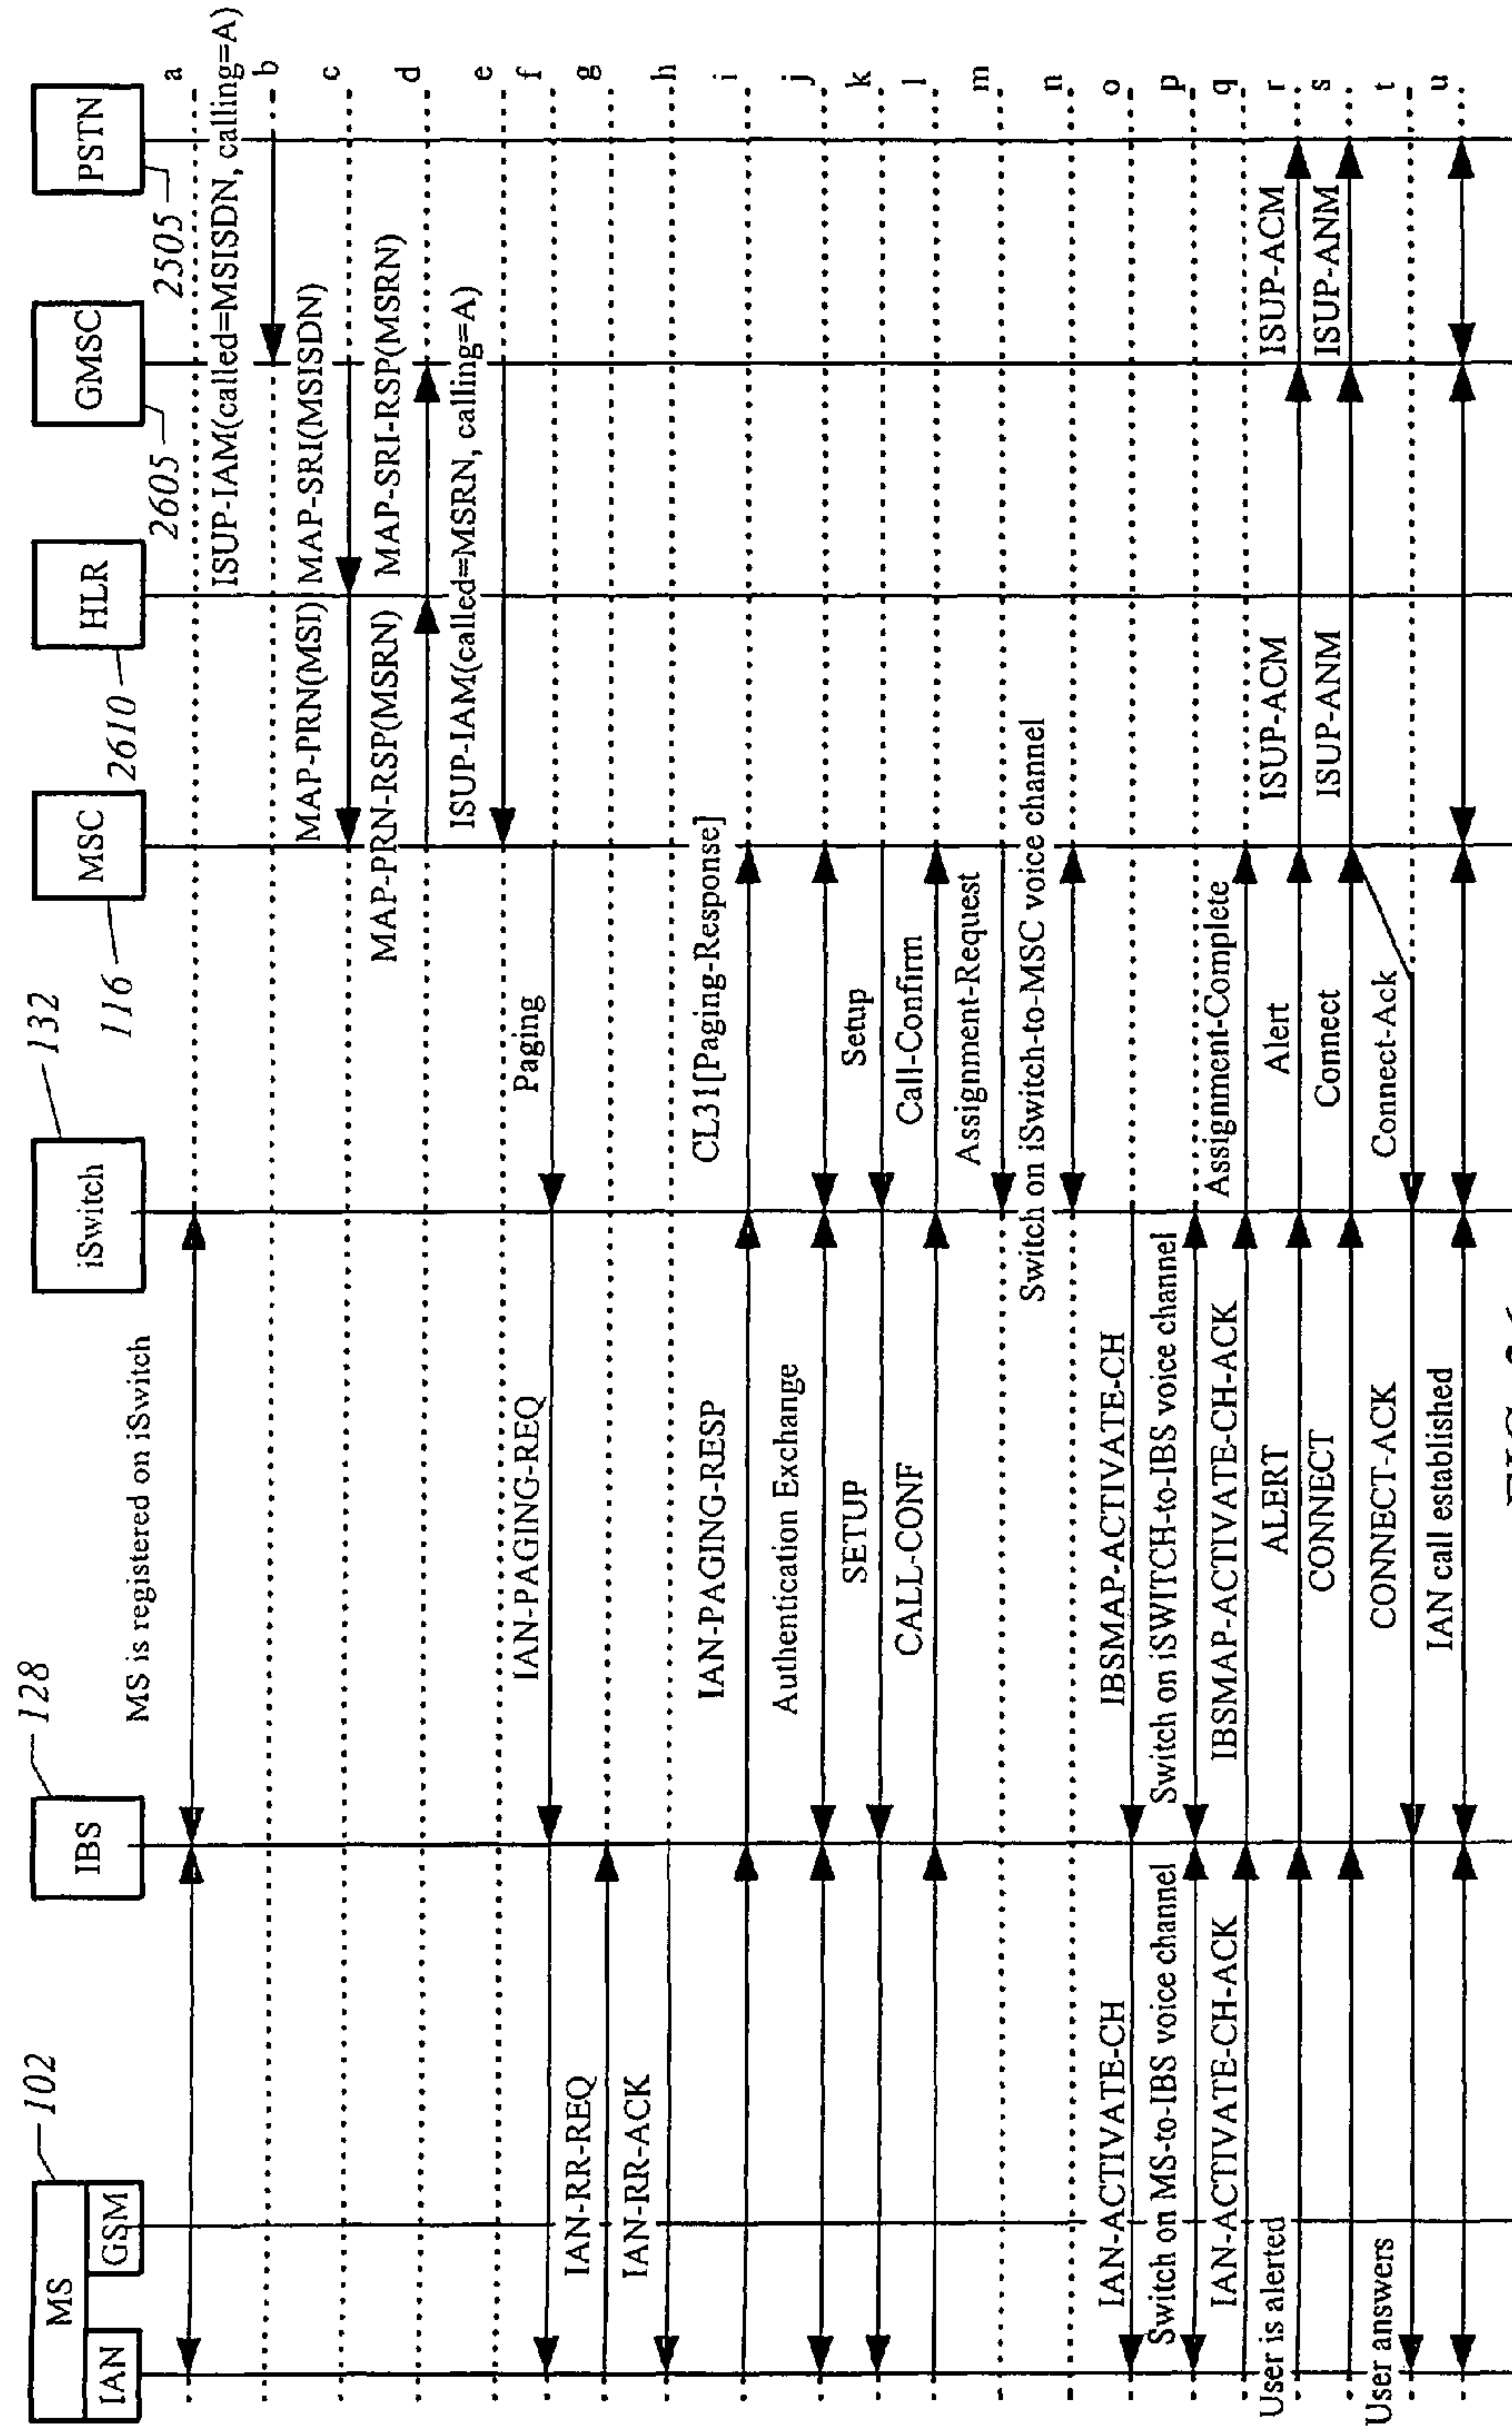 MS
IAN
GSM
102
IBS
128
iSwitch
132
MSC
116
HLR
2610
GMSC
2605
PSTN
2505
MS is registered on iSwitch
a
ISUP-IAM(called=MSISDN, calling=A)
b
MAP-PRN(MSI)
MAP-SRI(MSISDN)
c
MAP-PRN-RSP(MSRN)
MAP-SRI-RSP(MSRN)
d
ISUP-IAM(called=MSRN, calling=A)
e
IAN-PAGING-REQ
Paging
f
IAN-RR-REQ
g
IAN-RR-ACK
h
IAN-PAGING-RESP
CL31[Paging-Response]
i
Authentication Exchange
j
SETUP
Setup
k
CALL-CONF
Call-Confirm
l
Assignment-Request
m
Switch on iSwitch-to-MSC voice channel
n
IAN-ACTIVATE-CH
IBSMAP-ACTIVATE-CH
o
Switch on MS-to-IBS voice channel
Switch on iSWITCH-to-IBS voice channel
p
IAN-ACTIVATE-CH-ACK
IBSMAP-ACTIVATE-CH-ACK
Assignment-Complete
q
User is alerted
ALERT
Alert
ISUP-ACM
ISUP-ACM
r
CONNECT
Connect
ISUP-ANM
ISUP-ANM
s
User answers
CONNECT-ACK
Connect-Ack
t
IAN call established
u